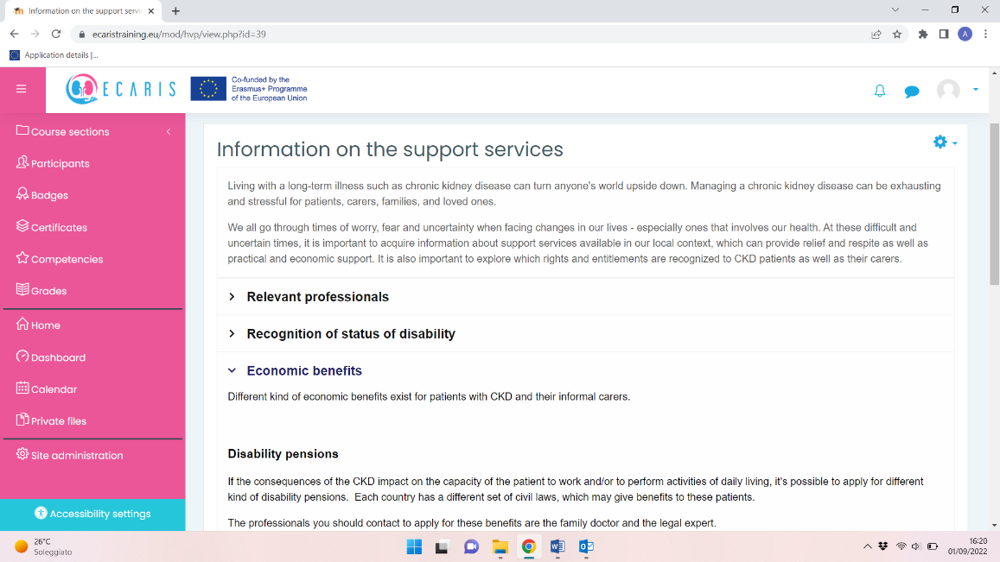 Information on the support servi
ecaristraining.eu/mod/hvp/view.php?id=39
A
Application details |...
ECARIS
Co-funded by the
Erasmus+ Programme
of the European Union
Course sections
Participants
Badges
Certificates
Competencies
Grades
Home
Dashboard
Calendar
Private files
Site administration
Accessibility settings
Information on the support services
Living with a long-term illness such as chronic kidney disease can turn anyone's world upside down. Managing a chronic kidney disease can be exhausting
and stressful for patients, carers, families, and loved ones.
We all go through times of worry, fear and uncertainty when facing changes in our lives - especially ones that involves our health. At these difficult and
uncertain times, it is important to acquire information about support services available in our local context, which can provide relief and respite as well as
practical and economic support. It is also important to explore which rights and entitlements are recognized to CKD patients as well as their carers.
Relevant professionals
Recognition of status of disability
Economic benefits
Different kind of economic benefits exist for patients with CKD and their informal carers.
Disability pensions
If the consequences of the CKD impact on the capacity of the patient to work and/or to perform activities of daily living, it's possible to apply for different
kind of disability pensions. Each country has a different set of civil laws, which may give benefits to these patients.
The professionals you should contact to apply for these benefits are the family doctor and the legal expert.
26°C
Soleggiato
16:20
01/09/2022